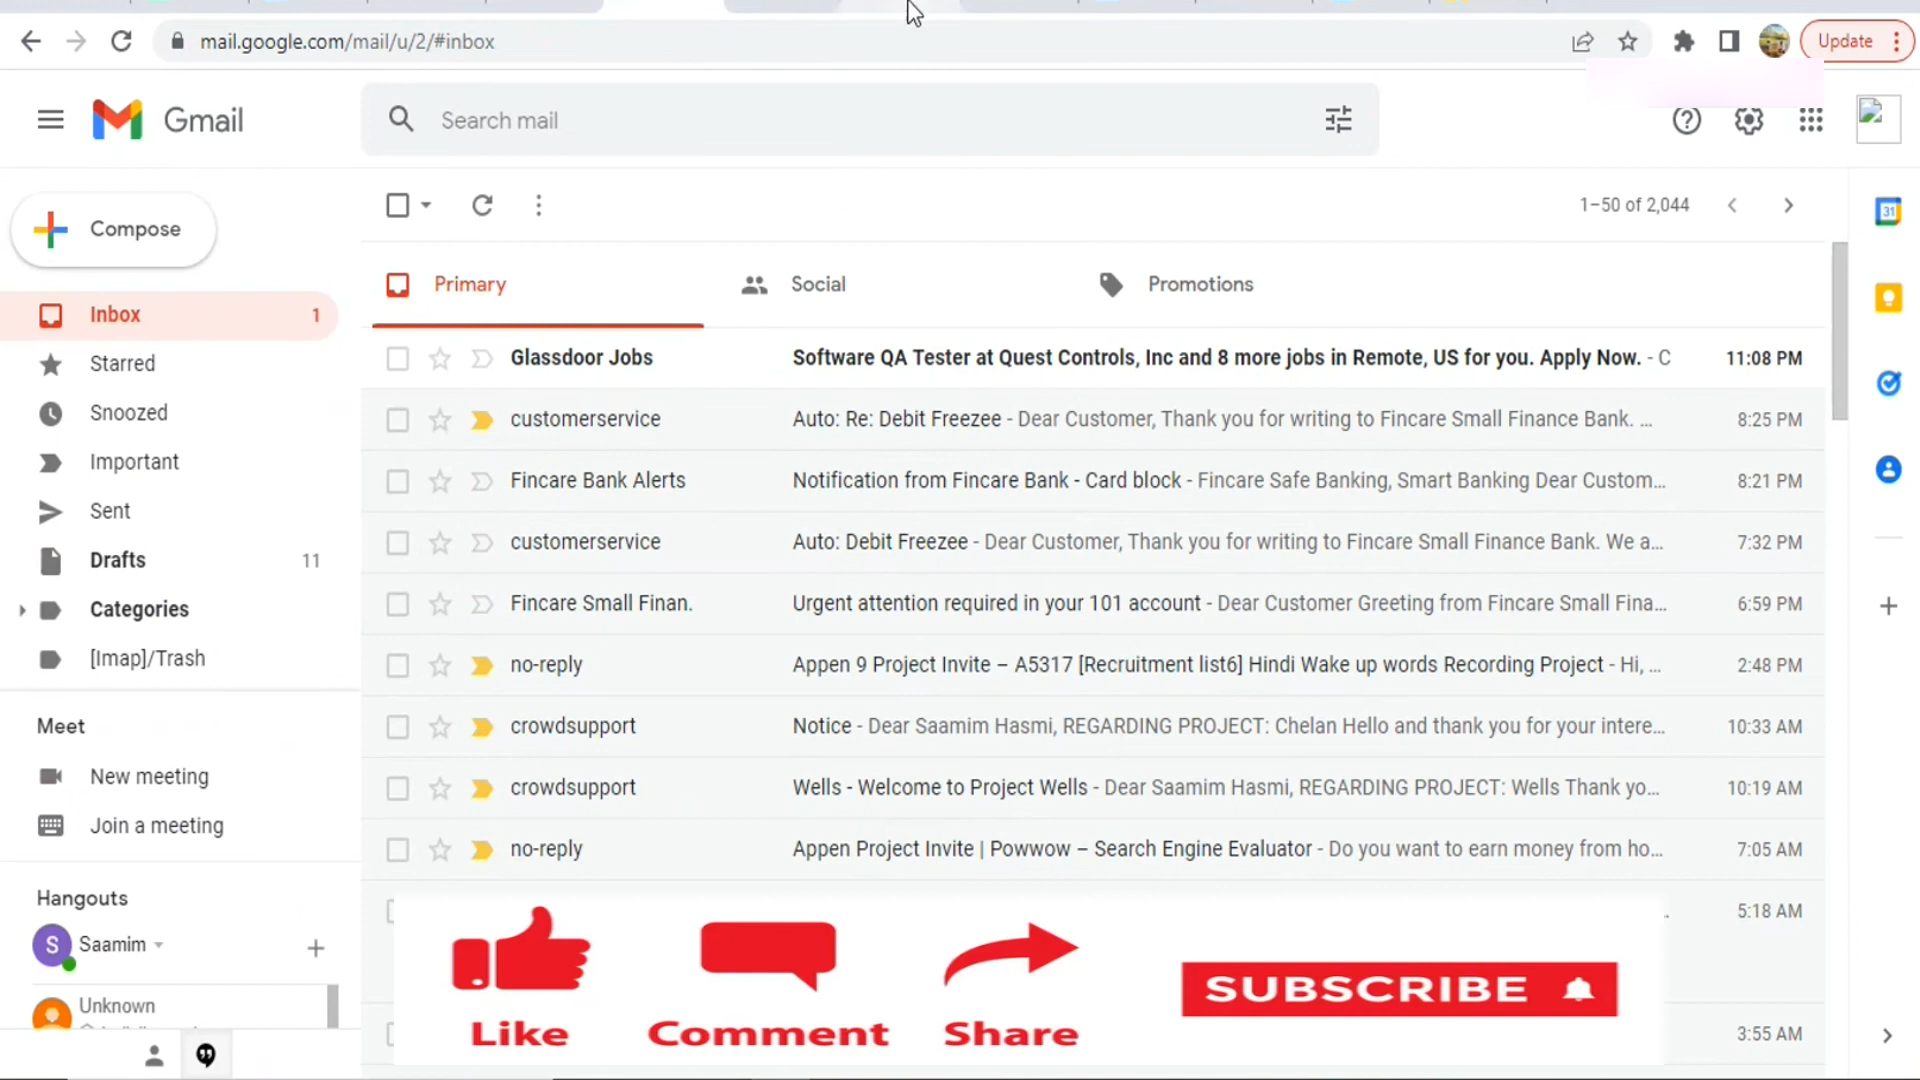 mail.google.com/mail/u/2/#inbox
Update
Gmail
Search mail
Compose
1–50 of 2,044
Inbox 1
Starred
Snoozed
Important
Sent
Drafts 11
Categories
[Imap]/Trash
Meet
New meeting
Join a meeting
Hangouts
S Saamim
Unknown
Primary Social Promotions
Glassdoor Jobs Software QA Tester at Quest Controls, Inc and 8 more jobs in Remote, US for you. Apply Now. - C 11:08 PM
customerservice Auto: Re: Debit Freezee - Dear Customer, Thank you for writing to Fincare Small Finance Bank. ... 8:25 PM
Fincare Bank Alerts Notification from Fincare Bank - Card block - Fincare Safe Banking, Smart Banking Dear Custom... 8:21 PM
customerservice Auto: Debit Freezee - Dear Customer, Thank you for writing to Fincare Small Finance Bank. We a... 7:32 PM
Fincare Small Finan. Urgent attention required in your 101 account - Dear Customer Greeting from Fincare Small Fina... 6:59 PM
no-reply Appen 9 Project Invite – A5317 [Recruitment list6] Hindi Wake up words Recording Project - Hi, ... 2:48 PM
crowdsupport Notice - Dear Saamim Hasmi, REGARDING PROJECT: Chelan Hello and thank you for your intere... 10:33 AM
crowdsupport Wells - Welcome to Project Wells - Dear Saamim Hasmi, REGARDING PROJECT: Wells Thank yo... 10:19 AM
no-reply Appen Project Invite | Powwow – Search Engine Evaluator - Do you want to earn money from ho... 7:05 AM
5:18 AM
3:55 AM
Like Comment Share SUBSCRIBE
31